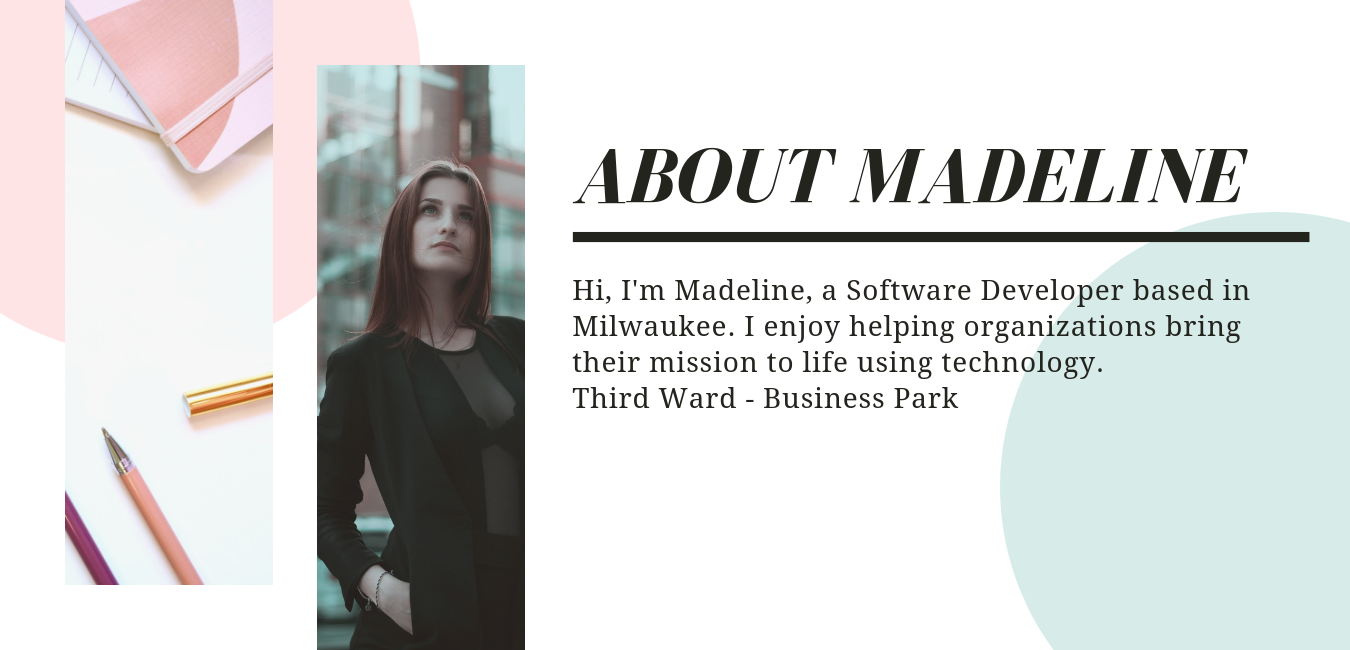 ABOUT MADELINE
Hi, I'm Madeline, a Software Developer based in
Milwaukee. I enjoy helping organizations bring
their mission to life using technology.
Third Ward - Business Park